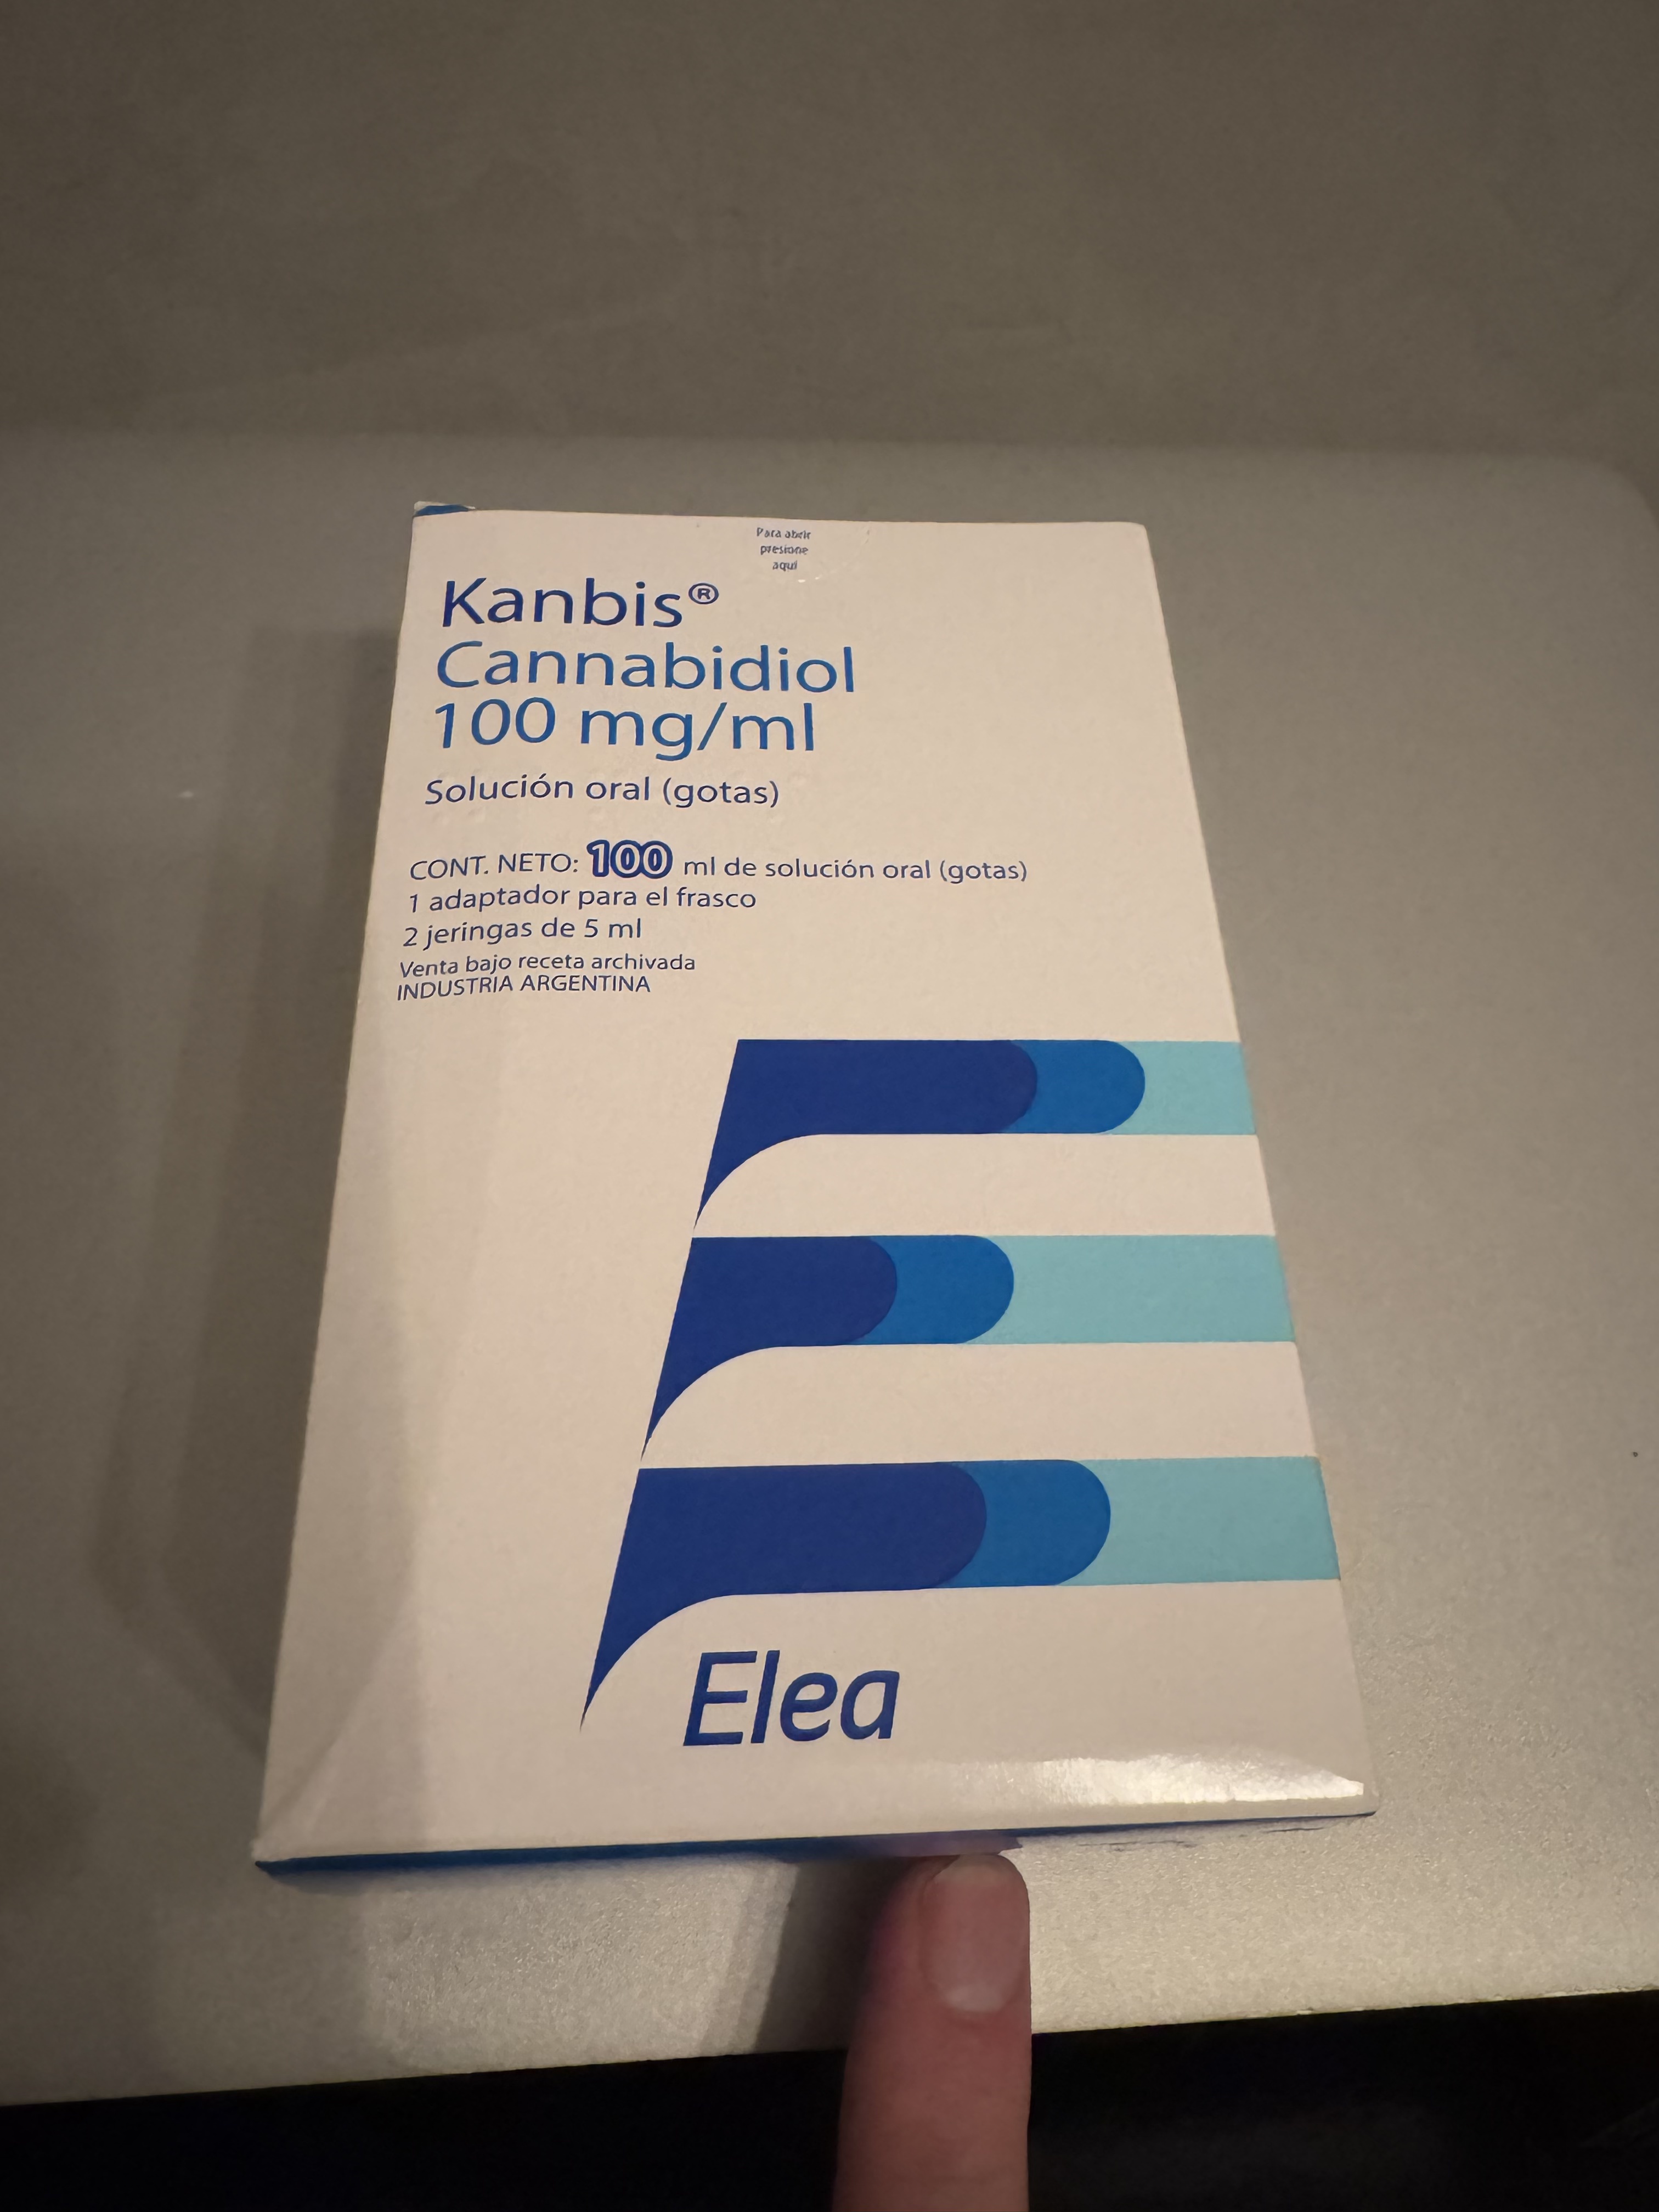 Para abrir
presione
aquí
Kanbis®
Cannabidiol
100 mg/ml
Solución oral (gotas)
CONT. NETO: 100 ml de solución oral (gotas)
1 adaptador para el frasco
2 jeringas de 5 ml
Venta bajo receta archivada
INDUSTRIA ARGENTINA
Elea